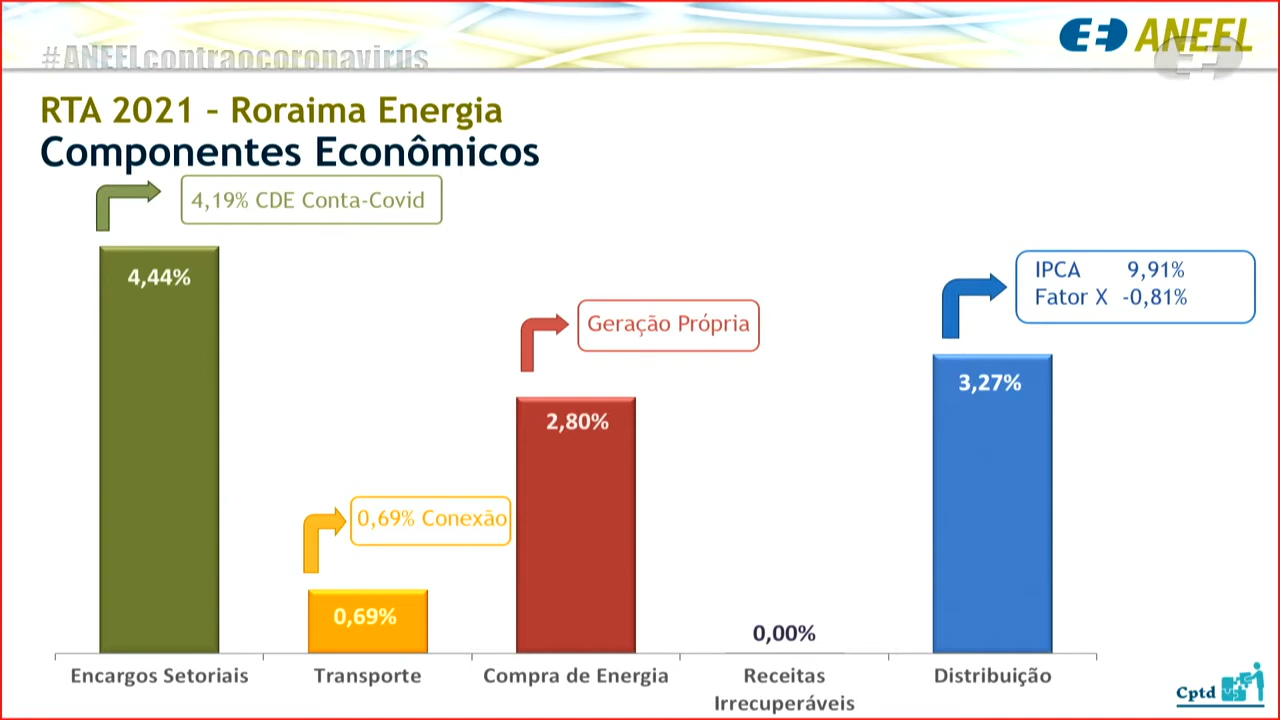 #ANEELcontraocoronavirus
ANEEL
RTA 2021 – Roraima Energia
Componentes Econômicos
4,19% CDE Conta-Covid
4,44%
0,69% Conexão
0,69%
Geração Própria
2,80%
0,00%
IPCA 9,91%
Fator X -0,81%
3,27%
Encargos Setoriais
Transporte
Compra de Energia
Receitas
Irrecuperáveis
Distribuição
Cptd